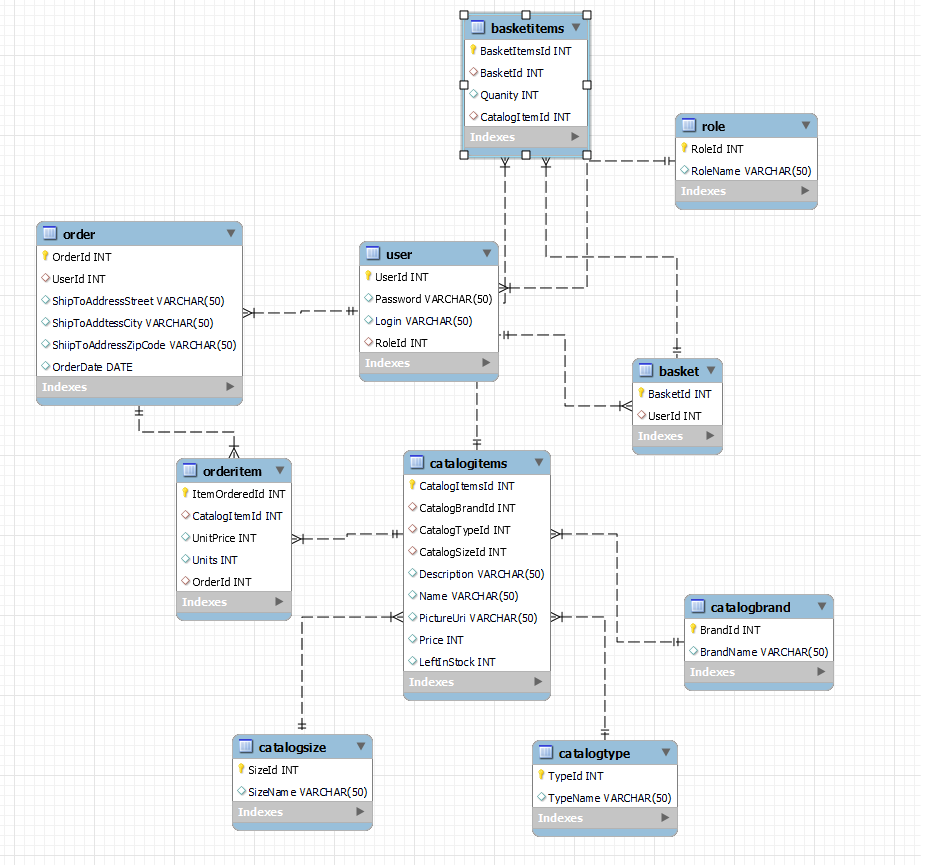 basketitems
BasketItemsId INT
BasketId INT
Quanity INT
CatalogItemId INT
Indexes
role
RoleId INT
RoleName VARCHAR(50)
Indexes
order
OrderId INT
UserId INT
ShipToAddressStreet VARCHAR(50)
ShipToAddtessCity VARCHAR(50)
ShiipToAddressZipCode VARCHAR(50)
OrderDate DATE
Indexes
user
UserId INT
Password VARCHAR(50)
Login VARCHAR(50)
RoleId INT
Indexes
basket
BasketId INT
UserId INT
Indexes
orderitem
ItemOrderedId INT
CatalogItemId INT
UnitPrice INT
Units INT
OrderId INT
Indexes
catalogitems
CatalogItemsId INT
CatalogBrandId INT
CatalogTypeId INT
CatalogSizeId INT
Description VARCHAR(50)
Name VARCHAR(50)
PictureUri VARCHAR(50)
Price INT
LeftInStock INT
Indexes
catalogbrand
BrandId INT
BrandName VARCHAR(50)
Indexes
catalogsize
SizeId INT
SizeName VARCHAR(50)
Indexes
catalogtype
TypeId INT
TypeName VARCHAR(50)
Indexes